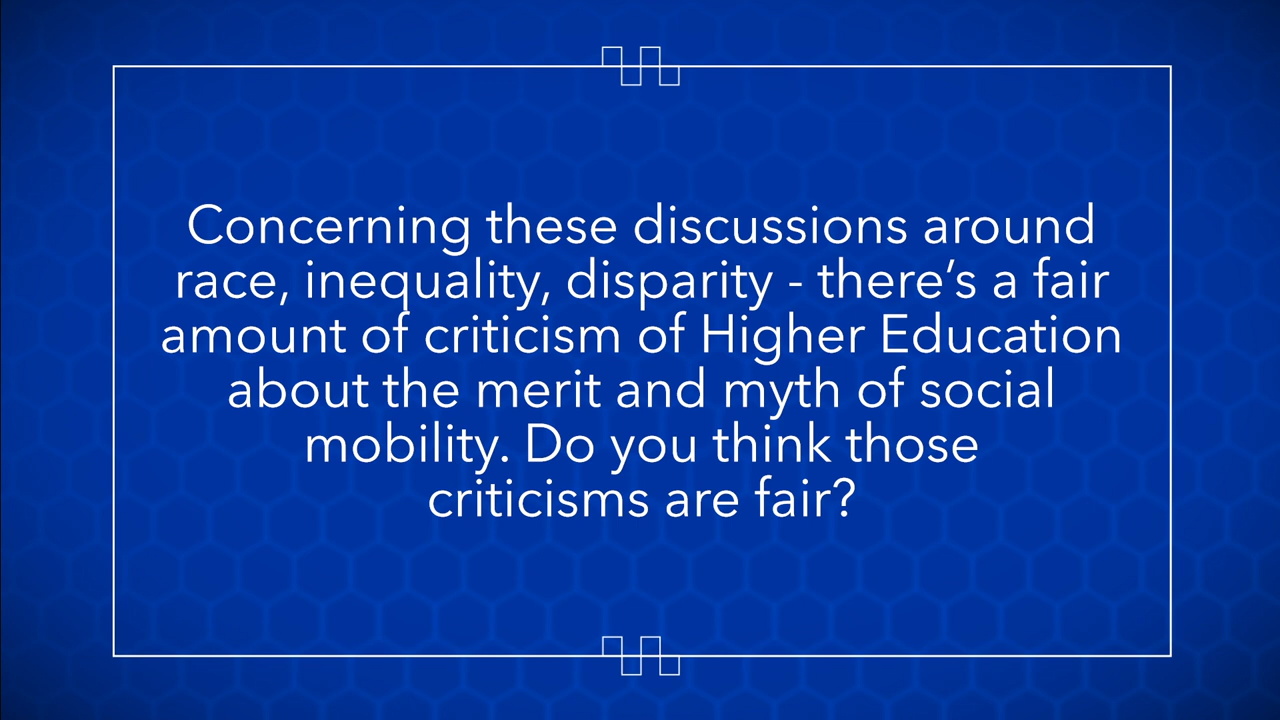 Concerning these discussions around
race, inequality, disparity - there’s a fair
amount of criticism of Higher Education
about the merit and myth of social
mobility. Do you think those
criticisms are fair?